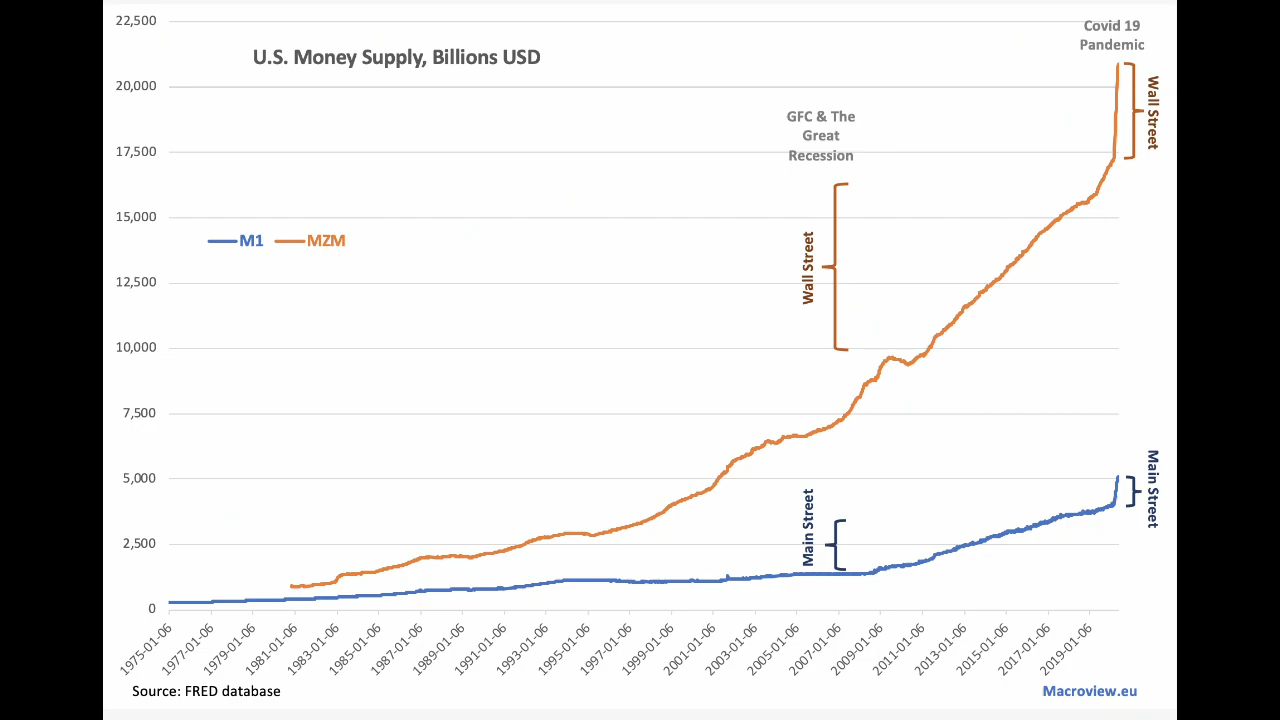 22,500
Covid 19
Pandemic
U.S. Money Supply, Billions USD
20,000
Wall Street
GFC & The
Great
Recession
17,500
15,000
M1 MZM
Wall Street
12,500
10,000
7,500
5,000
Main Street
Main Street
2,500
0
1975-01-06
1977-01-06
1979-01-06
1981-01-06
1983-01-06
1985-01-06
1987-01-06
1989-01-06
1991-01-06
1993-01-06
1995-01-06
1997-01-06
1999-01-06
2001-01-06
2003-01-06
2005-01-06
2007-01-06
2009-01-06
2011-01-06
2013-01-06
2015-01-06
2017-01-06
2019-01-06
Source: FRED database
Macroview.eu